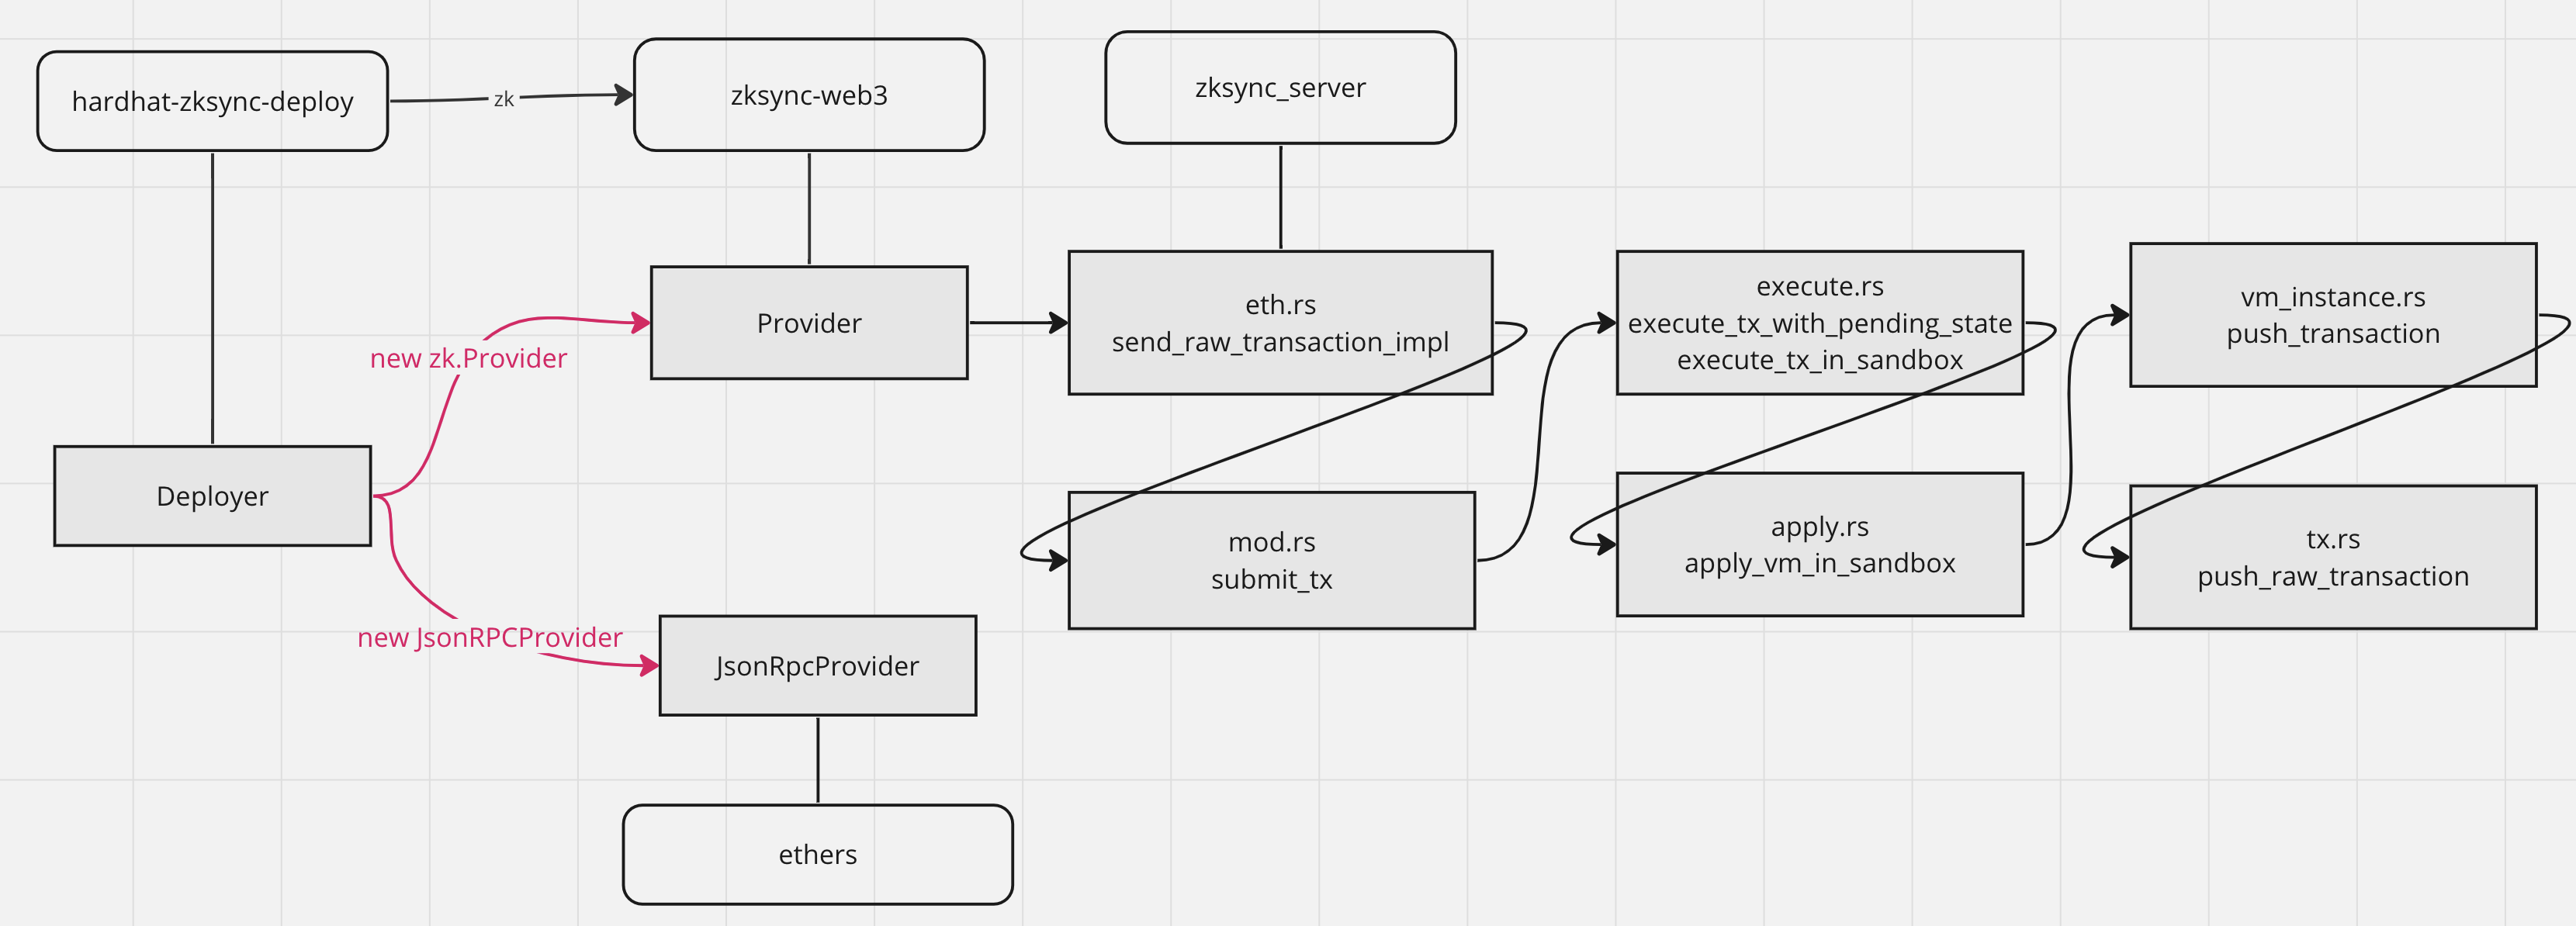 hardhat-zksync-deploy
zk
zksync-web3
zksync_server
new zk.Provider
Provider
eth.rs
send_raw_transaction_impl
execute.rs
execute_tx_with_pending_state
execute_tx_in_sandbox
vm_instance.rs
push_transaction
Deployer
mod.rs
submit_tx
apply.rs
apply_vm_in_sandbox
tx.rs
push_raw_transaction
new JsonRPCProvider
JsonRpcProvider
ethers